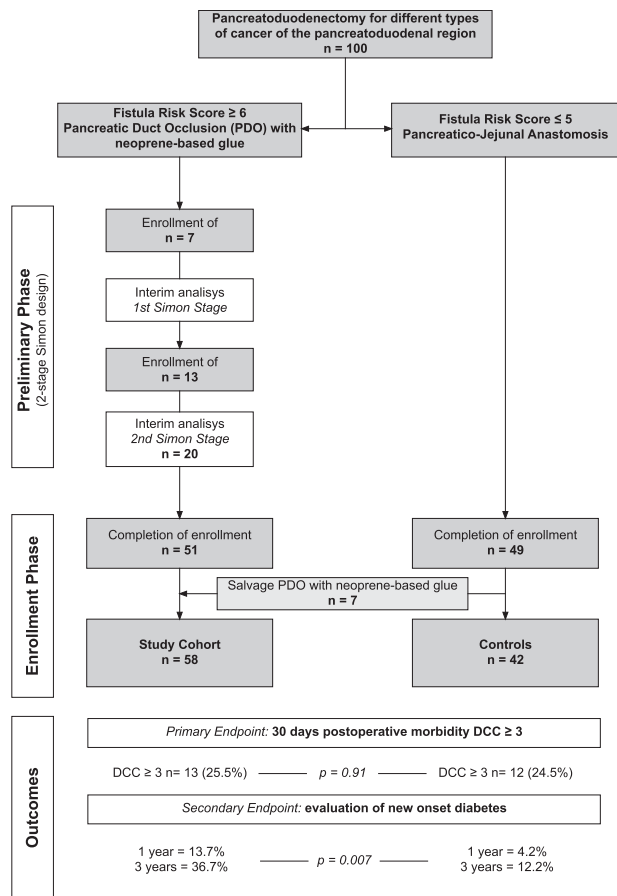 Pancreatoduodenectomy for different types
of cancer of the pancreatoduodenal region
n = 100
Fistula Risk Score ≥ 6
Pancreatic Duct Occlusion (PDO) with
neoprene-based glue
Fistula Risk Score ≤ 5
Pancreatico-Jejunal Anastomosis
Preliminary Phase
(2-stage Simon design)
Enrollment of
n = 7
Interim analisys
1st Simon Stage
Enrollment of
n = 13
Interim analisys
2nd Simon Stage
n = 20
Enrollment Phase
Completion of enrollment
n = 51
Completion of enrollment
n = 49
Salvage PDO with neoprene-based glue
n = 7
Study Cohort
n = 58
Controls
n = 42
Outcomes
Primary Endpoint: 30 days postoperative morbidity DCC ≥ 3
DCC ≥ 3 n= 13 (25.5%) p = 0.91 DCC ≥ 3 n= 12 (24.5%)
Secondary Endpoint: evaluation of new onset diabetes
1 year = 13.7%
3 years = 36.7%
p = 0.007
1 year = 4.2%
3 years = 12.2%